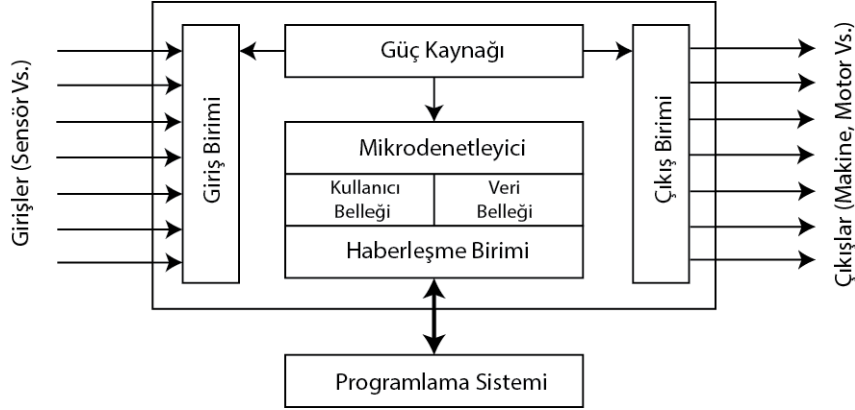 Girişler (Sensör Vs.)
Giriş Birimi
Güç Kaynağı
Mikrodenetleyici
Kullanıcı
Belleği
Veri
Belleği
Haberleşme Birimi
Programlama Sistemi
Çıkış Birimi
Çıkışlar (Makine, Motor Vs.)